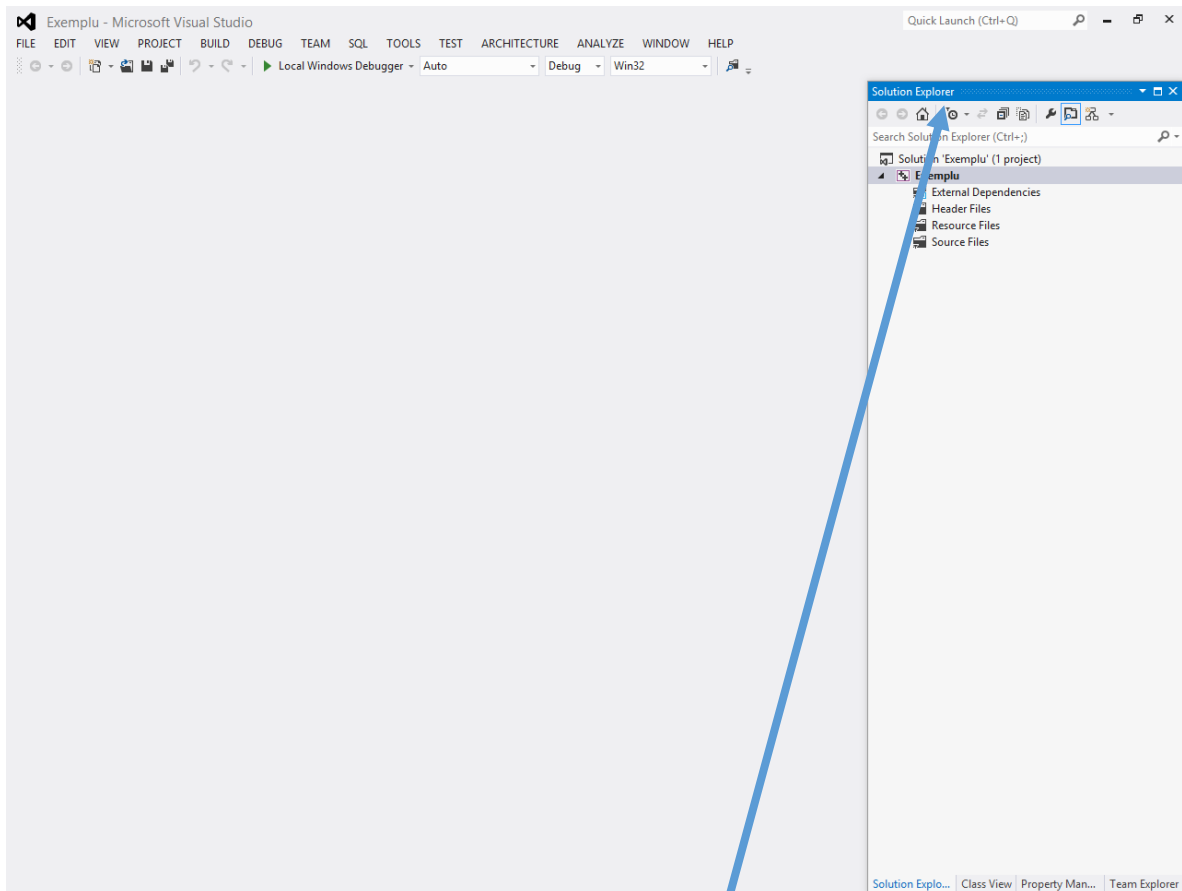 Exemplu - Microsoft Visual Studio
Quick Launch (Ctrl+Q)
FILE EDIT VIEW PROJECT BUILD DEBUG TEAM SQL TOOLS TEST ARCHITECTURE ANALYZE WINDOW HELP
Local Windows Debugger Auto Debug Win32
Solution Explorer
Search Solution Explorer (Ctrl+;)
Solution 'Exemplu' (1 project)
Exemplu
External Dependencies
Header Files
Resource Files
Source Files
Solution Explo... Class View Property Man... Team Explorer